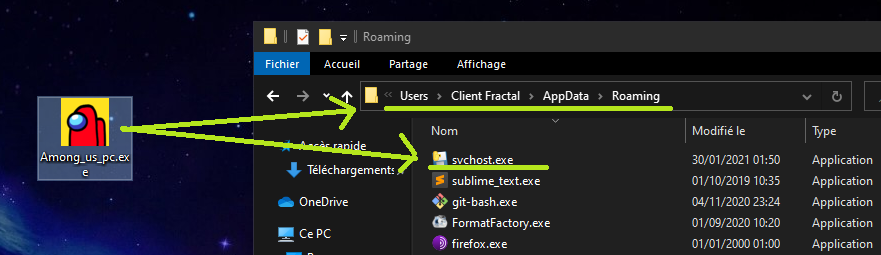 Roaming
Fichier Accueil Partage Affichage
Users Client Fractal AppData Roaming
Among_us_pc.ex
e
Nom Modifié le Type
Accès rapide
svchost.exe 30/01/2021 01:50 Application
Téléchargements
sublime_text.exe 01/10/2019 10:35 Application
OneDrive
git-bash.exe 04/11/2020 23:24 Application
FormatFactory.exe 01/09/2020 10:20 Application
Ce PC
firefox.exe 01/01/2000 01:00 Application